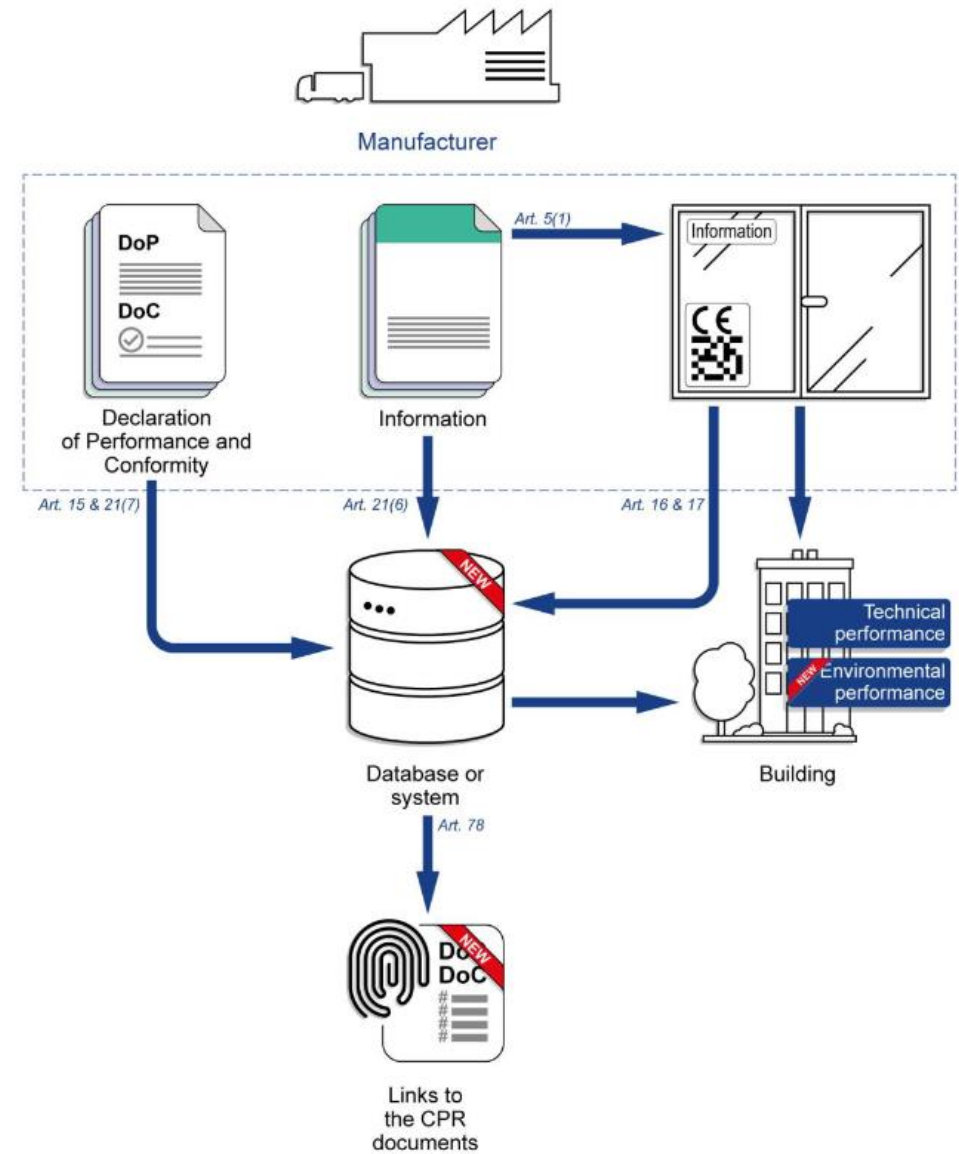 Manufacturer
DoP
DoC
Declaration
of Performance and
Conformity
Information
Art. 5(1)
Information
CE
Art. 15 & 21(7)
Art. 21(6)
Art. 16 & 17
NEW
Database or
system
Technical
performance
NEW
Environmental
performance
Building
Art. 78
NEW
Do
DoC
#
#
#
#
Links to
the CPR
documents